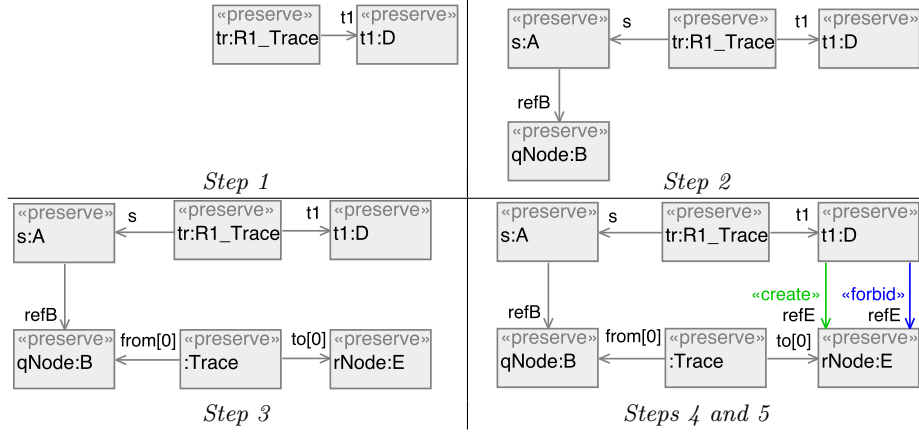 «preserve»
tr:R1_Trace
t1
«preserve»
t1:D
Step 1
«preserve»
s:A
s
«preserve»
tr:R1_Trace
t1
«preserve»
t1:D
refB
«preserve»
qNode:B
Step 2
«preserve»
s:A
s
«preserve»
tr:R1_Trace
t1
«preserve»
t1:D
refB
«preserve»
qNode:B
from[0]
«preserve»
:Trace
to[0]
«preserve»
rNode:E
Step 3
«preserve»
s:A
s
«preserve»
tr:R1_Trace
t1
«preserve»
t1:D
refB
«create»
refE
«forbid»
refE
«preserve»
qNode:B
from[0]
«preserve»
:Trace
to[0]
«preserve»
rNode:E
Steps 4 and 5